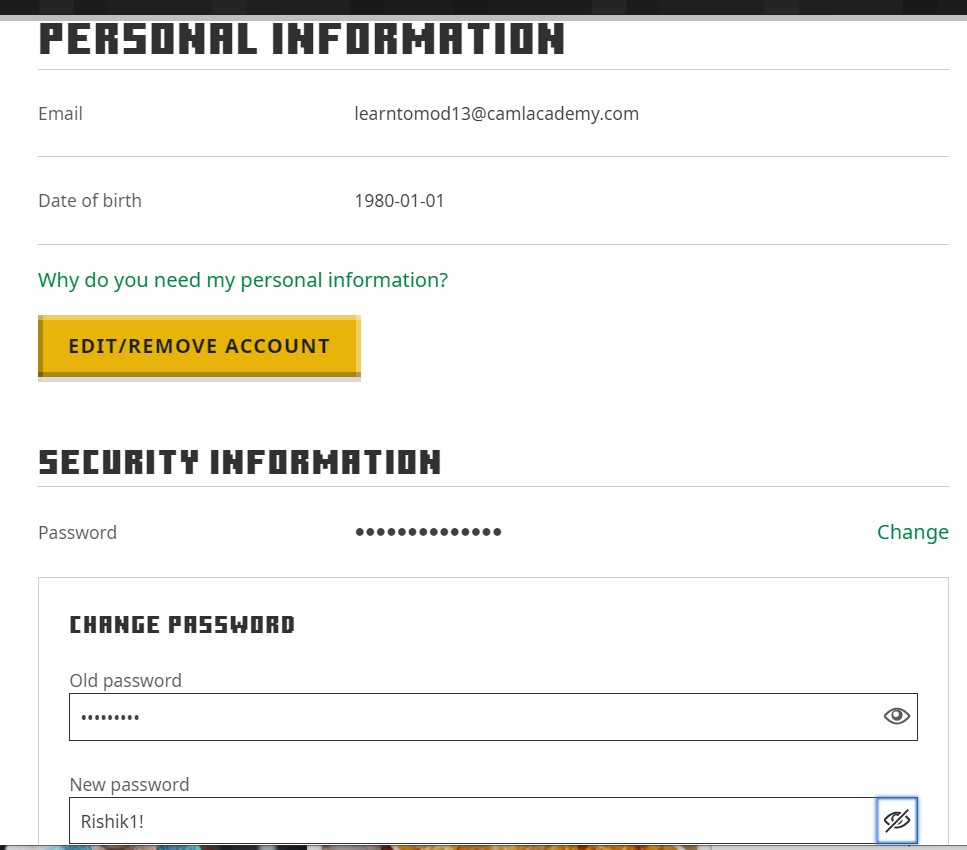 PERSONAL INFORMATION
Email learntomod13@camlacademy.com
Date of birth 1980-01-01
Why do you need my personal information?
EDIT/REMOVE ACCOUNT
SECURITY INFORMATION
Password ••••••••••••••
Change
CHANGE PASSWORD
Old password
•••••••••
New password
Rishik1!